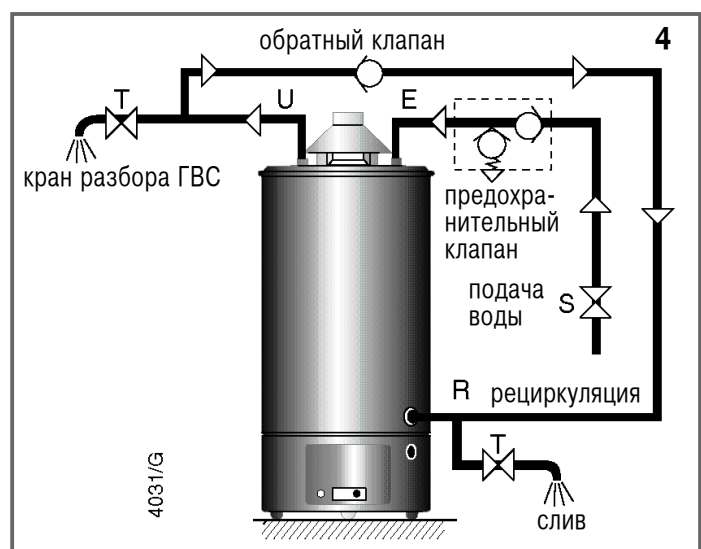 обратный клапан
4
T
U
E
кран разбора ГВС
предохра-
нительный
клапан
подача
воды
S
R
рециркуляция
T
слив
4031/G